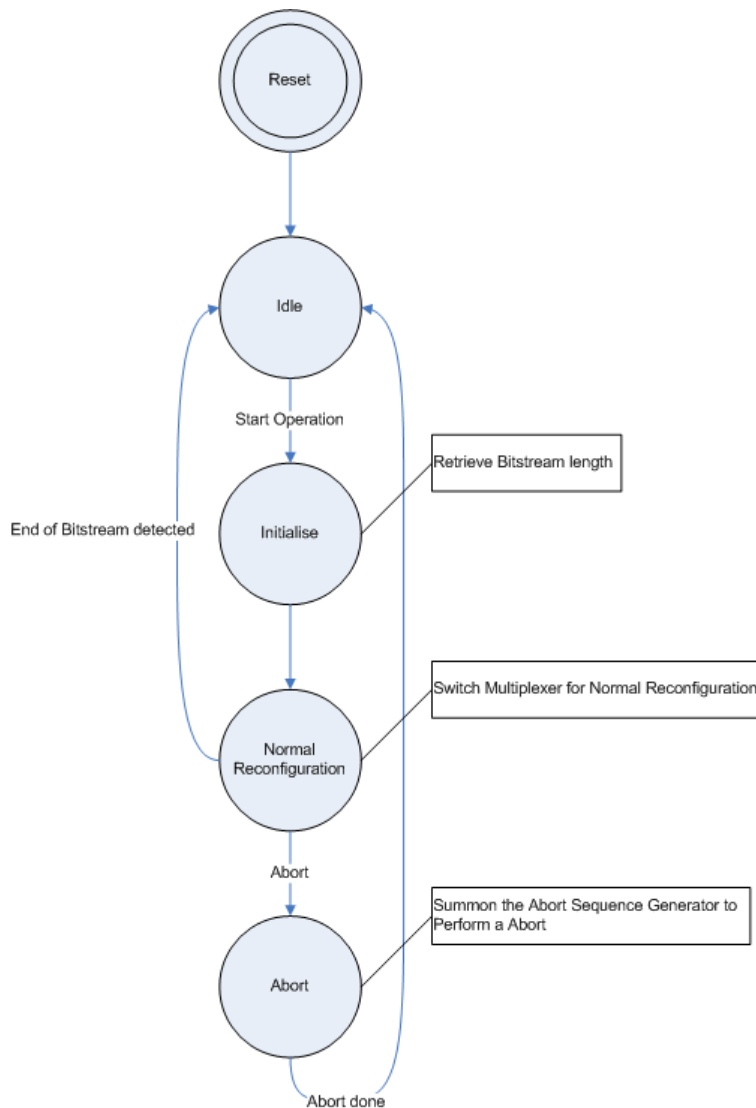 Reset
Idle
Start Operation
Retrieve Bitstream length
End of Bitstream detected
Initialise
Switch Multiplexer for Normal Reconfiguration
Normal
Reconfiguration
Abort
Summon the Abort Sequence Generator to
Perform a Abort
Abort
Abort done